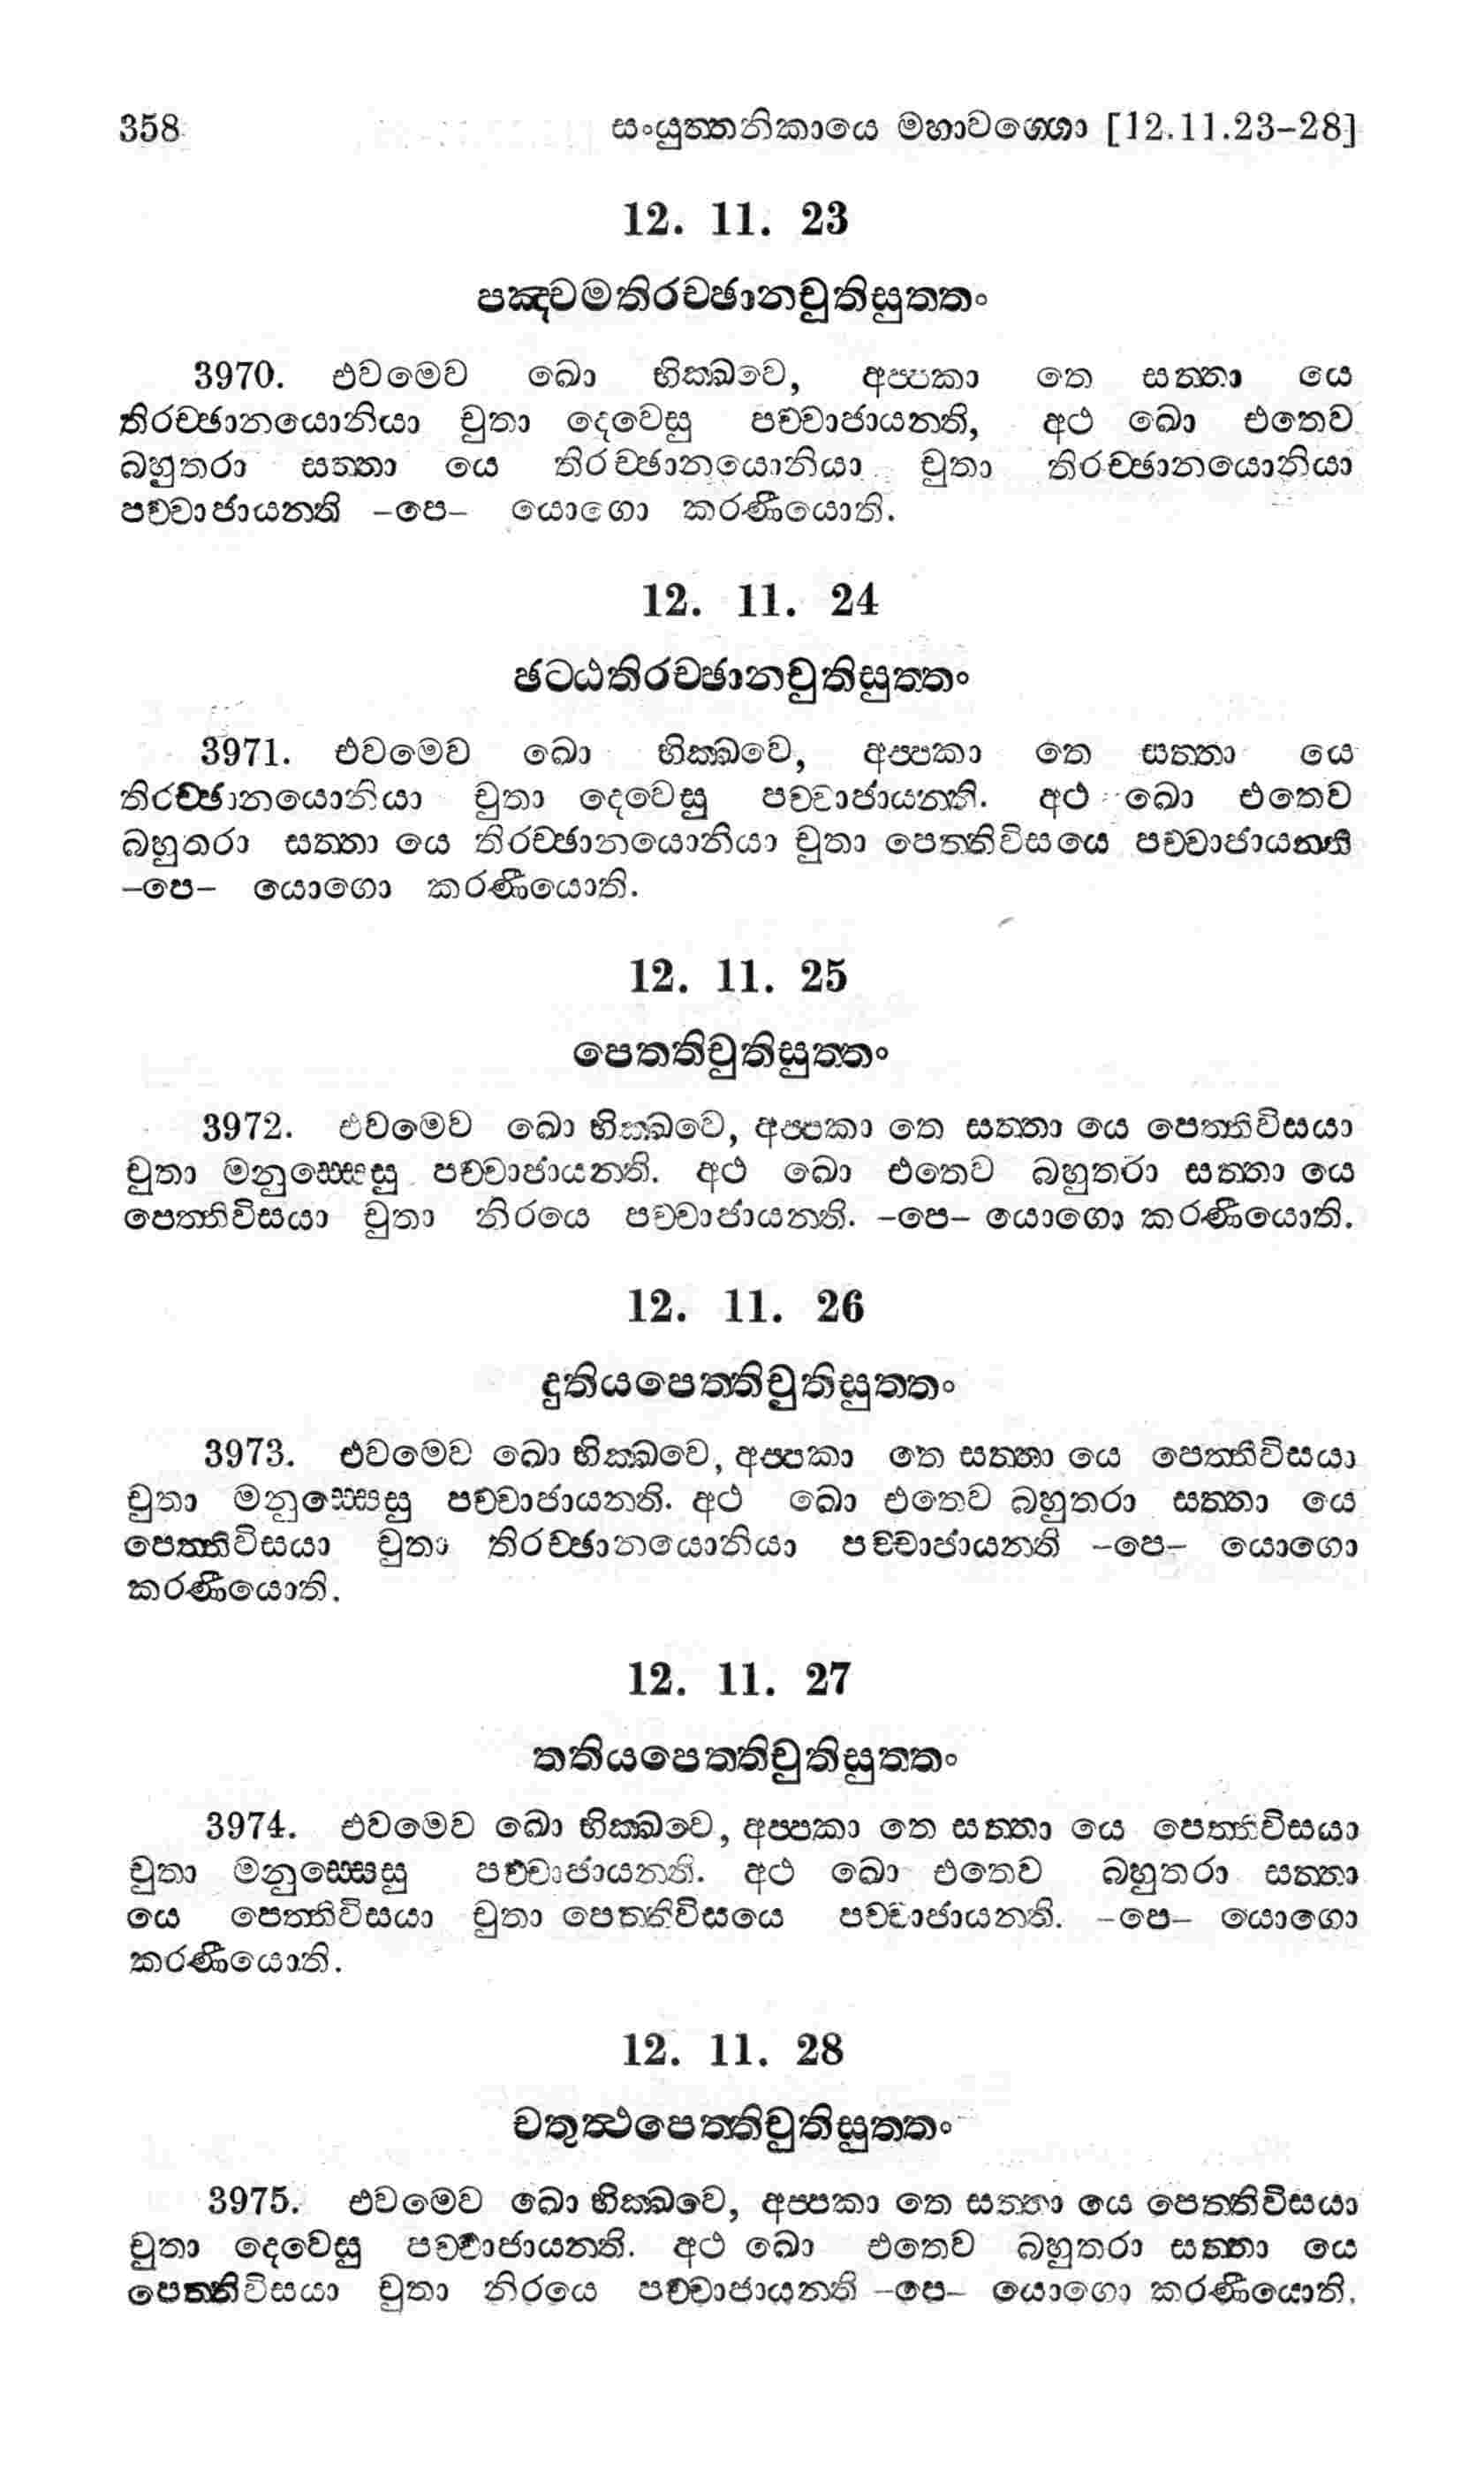 358 සංයුත්තනිකායෙ මහාවග්ගො [12.11.23-28]
12. 11. 23
පඤ්චමතිරච්ඡානචුතිසුත්තං
3970. එවමෙව ඛො භික්ඛවෙ, අප්පකා තෙ සත්තා යෙ
තිරච්ඡානයොනියා චුතා දෙවෙසු පච්චාජායන්ති, අථ ඛො එතෙව
බහුතරා සත්තා යෙ තිරච්ඡානයොනියා චුතා තිරච්ඡානයොනියා
පච්චාජායන්ති -පෙ- යොගො කරණීයොති.
12. 11. 24
ඡට්ඨතිරච්ඡානචුතිසුත්තං
3971. එවමෙව ඛො භික්ඛවෙ, අප්පකා තෙ සත්තා යෙ
තිරච්ඡානයොනියා චුතා දෙවෙසු පච්චාජායන්ති. අථ ඛො එතෙව
බහුතරා සත්තා යෙ තිරච්ඡානයොනියා චුතා පෙත්තිවිසයෙ පච්චාජායන්ති
-පෙ- යොගො කරණීයොති.
12. 11. 25
පෙත්තිචුතිසුත්තං
3972. එවමෙව ඛො භික්ඛවෙ, අප්පකා තෙ සත්තා යෙ පෙත්තිවිසයා
චුතා මනුස්සෙසු පච්චාජායන්ති. අථ ඛො එතෙව බහුතරා සත්තා යෙ
පෙත්තිවිසයා චුතා නිරයෙ පච්චාජායන්ති. -පෙ- යොගො කරණීයොති.
12. 11. 26
දුතියපෙත්තිචුතිසුත්තං
3973. එවමෙව ඛො භික්ඛවෙ, අප්පකා තෙ සත්තා යෙ පෙත්තිවිසයා
චුතා මනුස්සෙසු පච්චාජායන්ති. අථ ඛො එතෙව බහුතරා සත්තා යෙ
පෙත්තිවිසයා චුතා තිරච්ඡානයොනියා පච්චාජායන්ති -පෙ- යොගො
කරණීයොති.
12. 11. 27
තතියපෙත්තිචුතිසුත්තං
3974. එවමෙව ඛො භික්ඛවෙ, අප්පකා තෙ සත්තා යෙ පෙත්තිවිසයා
චුතා මනුස්සෙසු පච්චාජායන්ති. අථ ඛො එතෙව බහුතරා සත්තා
යෙ පෙත්තිවිසයා චුතා පෙත්තිවිසයෙ පච්චාජායන්ති. -පෙ- යොගො
කරණීයොති.
12. 11. 28
චතුත්ථපෙත්තිචුතිසුත්තං
3975. එවමෙව ඛො භික්ඛවෙ, අප්පකා තෙ සත්තා යෙ පෙත්තිවිසයා
චුතා දෙවෙසු පච්චාජායන්ති. අථ ඛො එතෙව බහුතරා සත්තා යෙ
පෙත්තිවිසයා චුතා නිරයෙ පච්චාජායන්ති -පෙ- යොගො කරණීයොති.